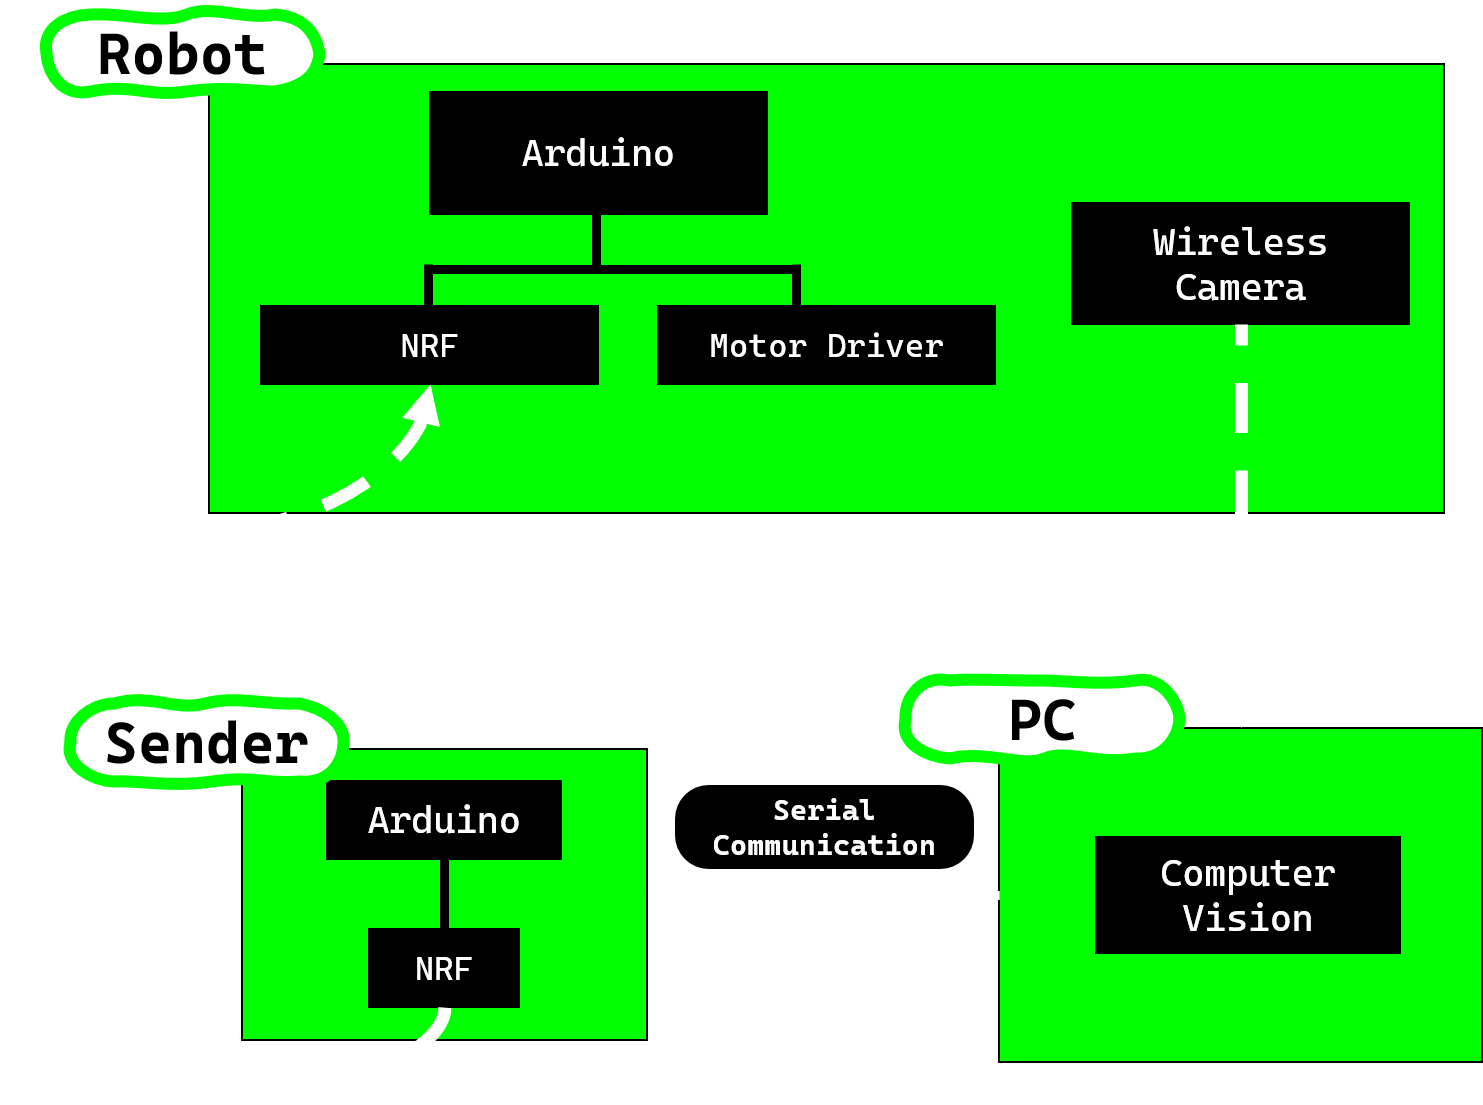 Robot
Arduino
Wireless
Camera
NRF
Motor Driver
Sender
PC
Arduino
Serial
Communication
Computer
Vision
NRF